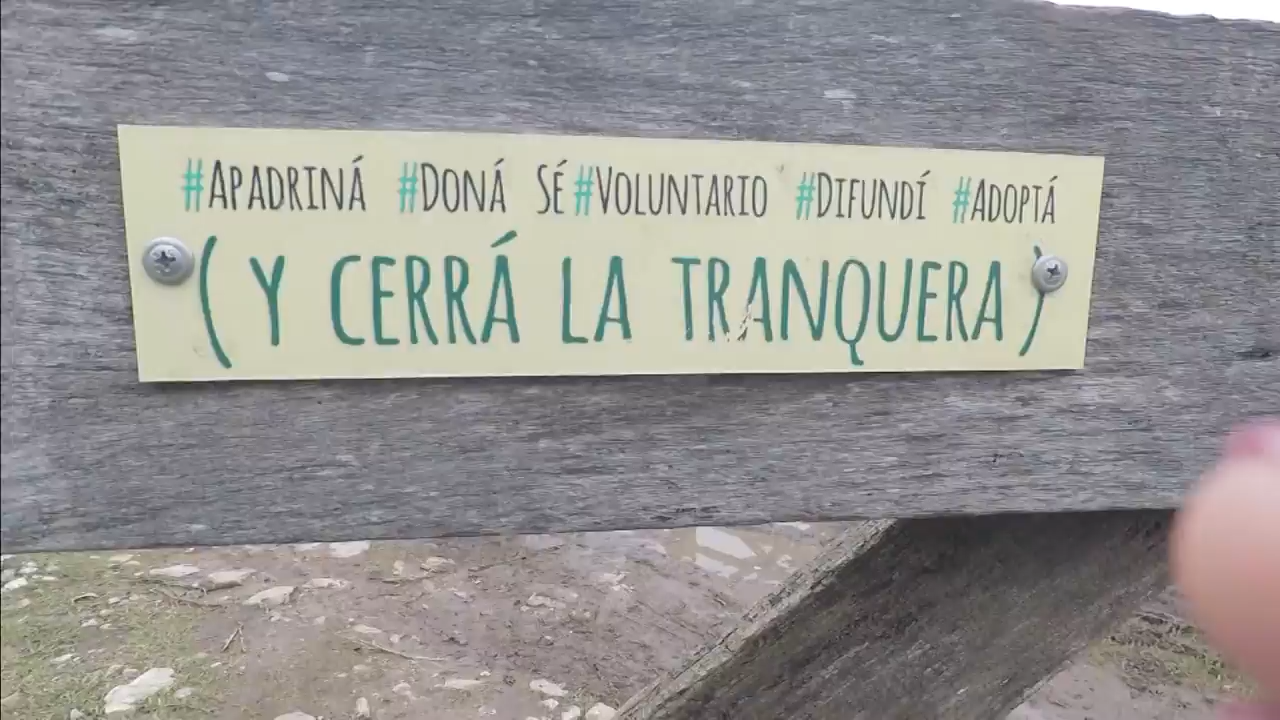 #Apadriná #Doná Sé #Voluntario #Difundí #Adoptá
(Y CERRÁ LA TRANQUERA)